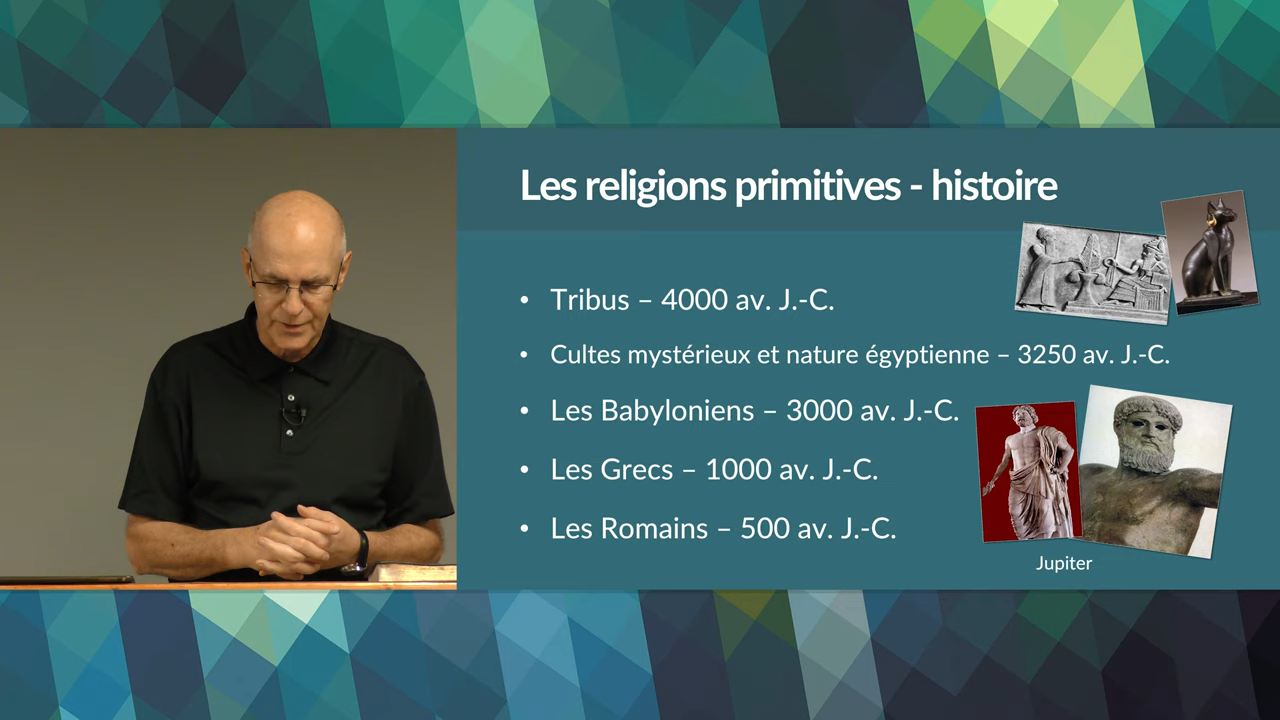 Les religions primitives - histoire
• Tribus – 4000 av. J.-C.
• Cultes mystérieux et nature égyptienne – 3250 av. J.-C.
• Les Babyloniens – 3000 av. J.-C.
• Les Grecs – 1000 av. J.-C.
• Les Romains – 500 av. J.-C.
Jupiter